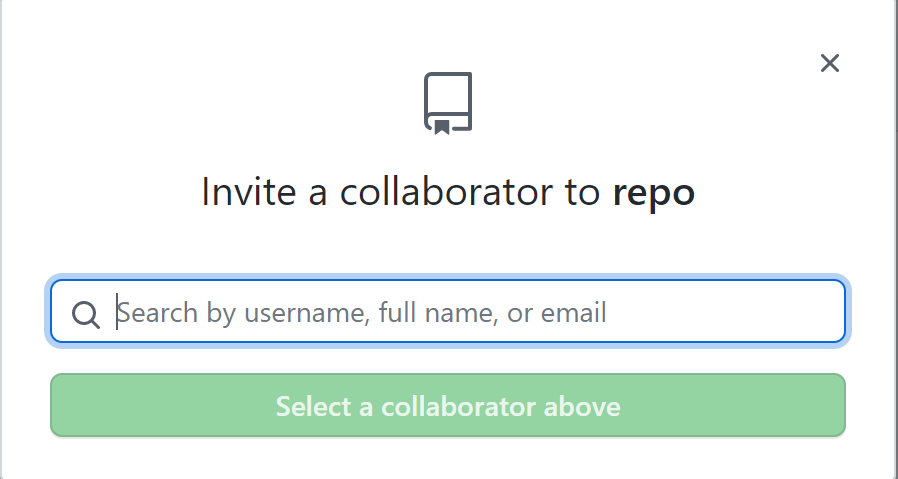 Invite a collaborator to repo
Search by username, full name, or email
Select a collaborator above